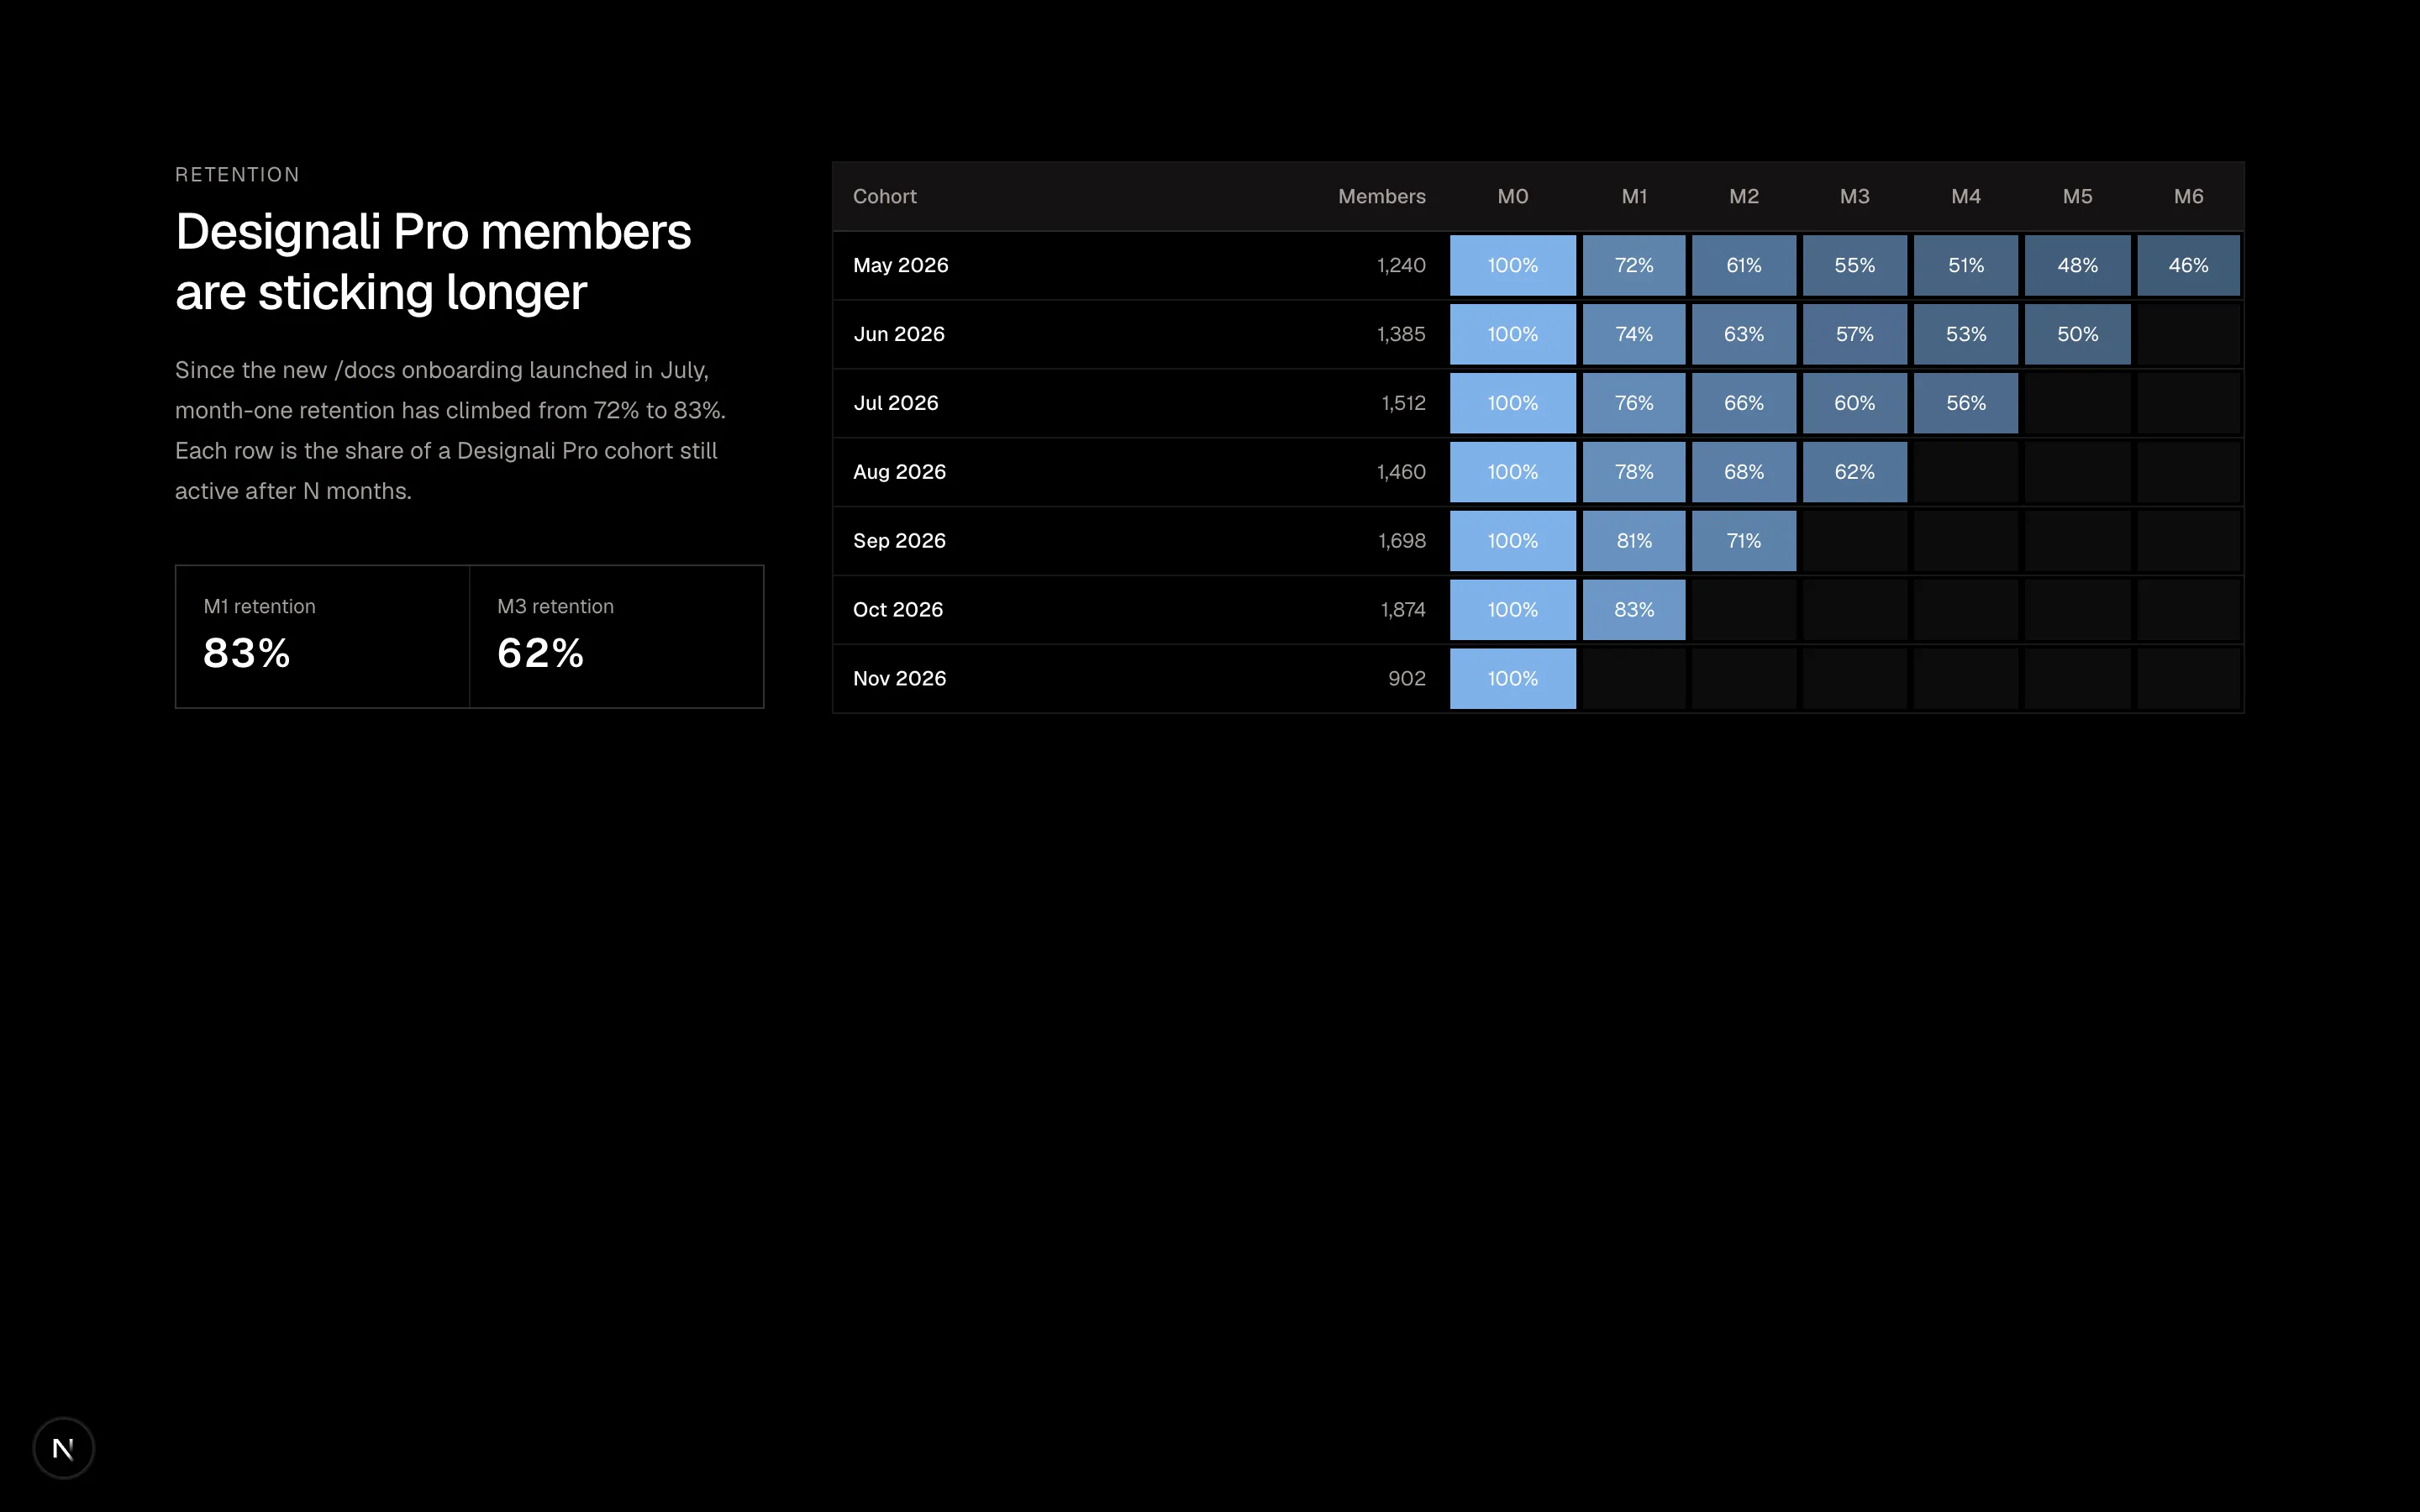 RETENTION
Designali Pro members
are sticking longer
Since the new /docs onboarding launched in July,
month-one retention has climbed from 72% to 83%.
Each row is the share of a Designali Pro cohort still
active after N months.
M1 retention
83%
M3 retention
62%
Cohort Members M0 M1 M2 M3 M4 M5 M6
May 2026 1,240 100% 72% 61% 55% 51% 48% 46%
Jun 2026 1,385 100% 74% 63% 57% 53% 50%
Jul 2026 1,512 100% 76% 66% 60% 56%
Aug 2026 1,460 100% 78% 68% 62%
Sep 2026 1,698 100% 81% 71%
Oct 2026 1,874 100% 83%
Nov 2026 902 100%
N